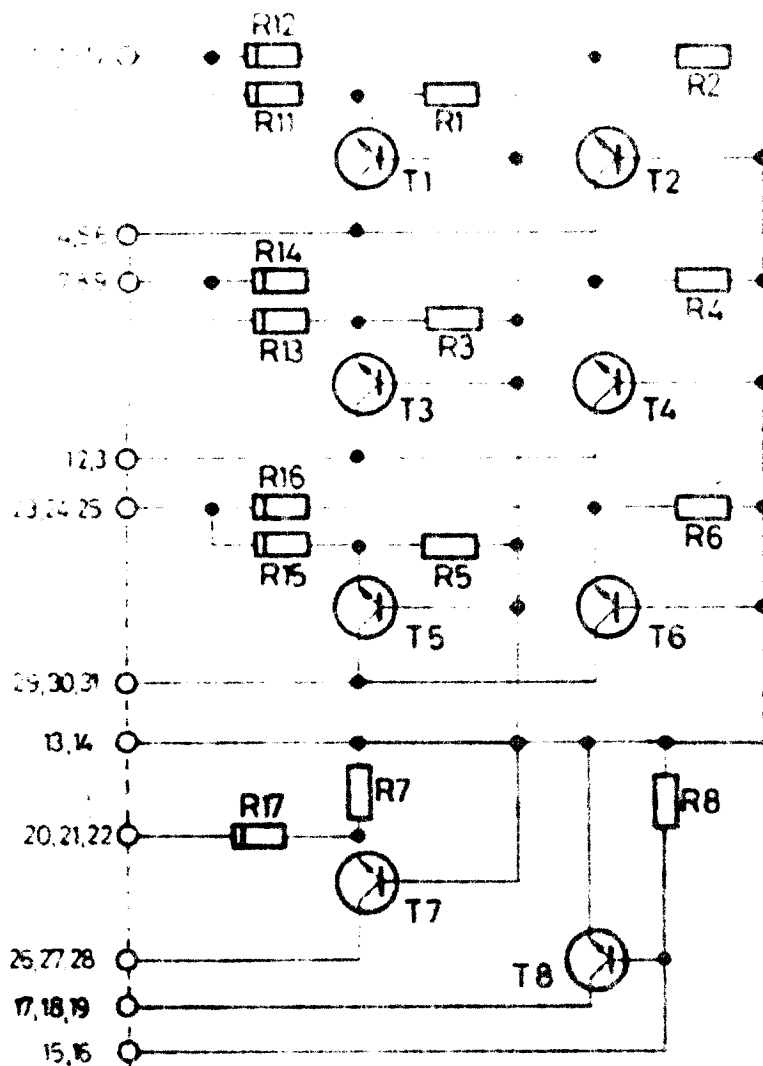 R12
R2
R11
R1
T1
T2
4,5,6
R14
7,8,9
R4
R13
R3
T3
T4
1,2,3
R16
23,24,25
R6
R15
R5
T5
T6
29,30,31
13,14
R7
R17
R8
20,21,22
T7
26,27,28
T8
17,18,19
15,16